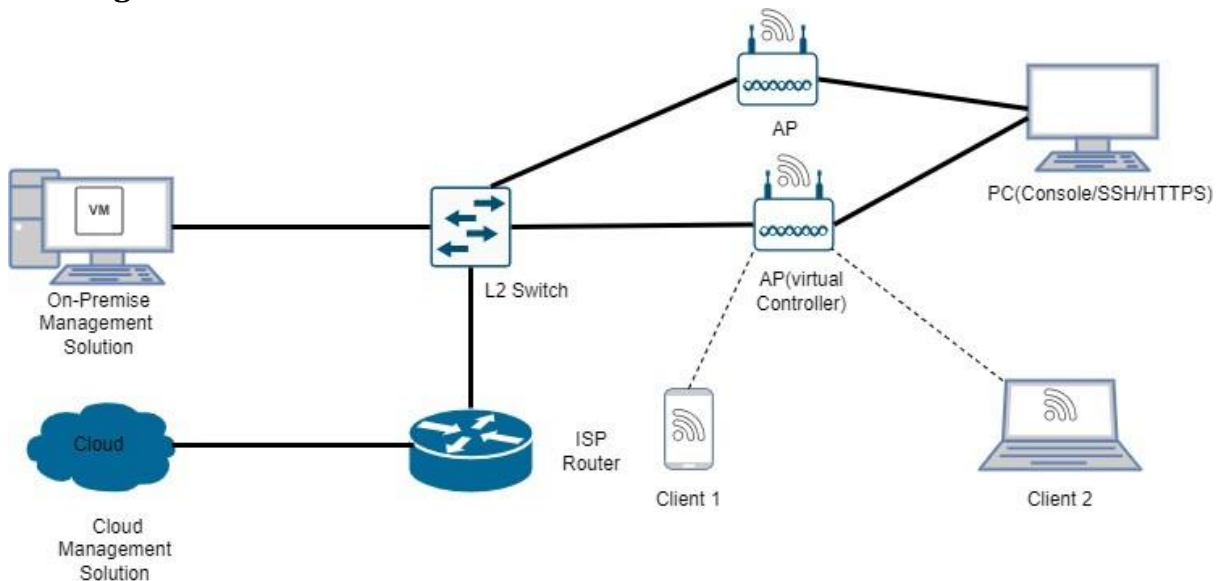 AP
PC(Console/SSH/HTTPS)
VM
L2 Switch
AP(virtual
Controller)
On-Premise
Management
Solution
Cloud
ISP
Router
Client 1
Client 2
Cloud
Management
Solution